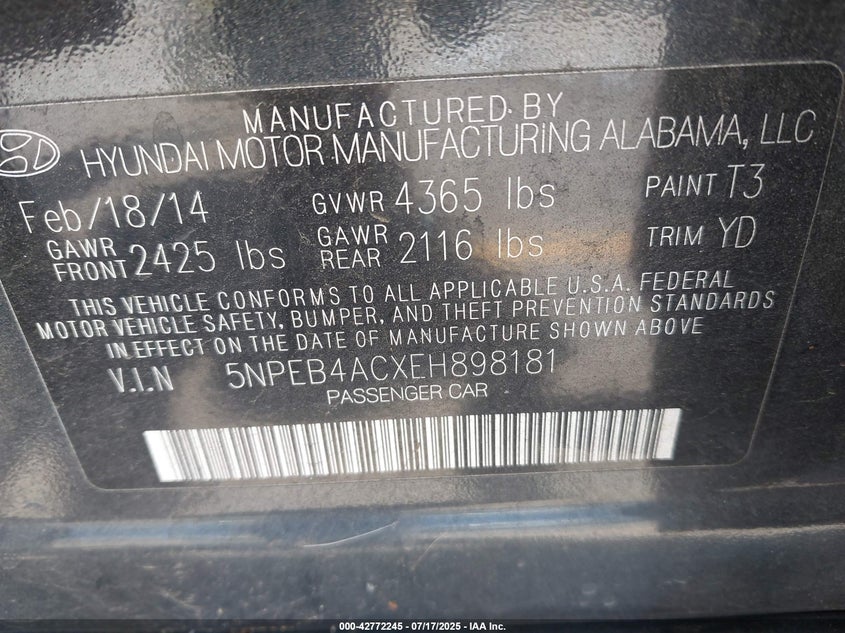 MANUFACTURED BY
HYUNDAI MOTOR MANUFACTURING ALABAMA, LLC
Feb/18/14 GVWR 4365 lbs PAINT T3
GAWR FRONT 2425 lbs GAWR REAR 2116 lbs TRIM YD
THIS VEHICLE CONFORMS TO ALL APPLICABLE U.S.A. FEDERAL
MOTOR VEHICLE SAFETY, BUMPER, AND THEFT PREVENTION STANDARDS
IN EFFECT ON THE DATE OF MANUFACTURE SHOWN ABOVE
V.I.N 5NPEB4ACXEH898181
PASSENGER CAR
000-42772245 - 07/17/2025 - IAA Inc.